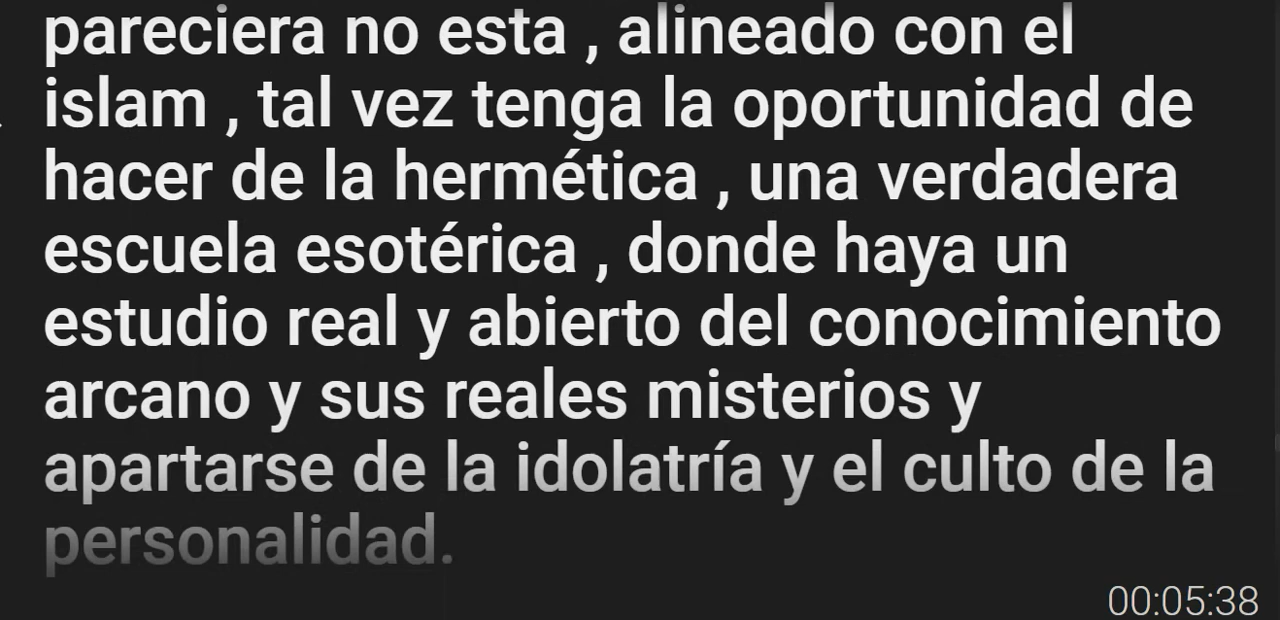 pareciera no esta , alineado con el
islam , tal vez tenga la oportunidad de
hacer de la hermética , una verdadera
escuela esotérica , donde haya un
estudio real y abierto del conocimiento
arcano y sus reales misterios y
apartarse de la idolatría y el culto de la
personalidad.
00:05:38